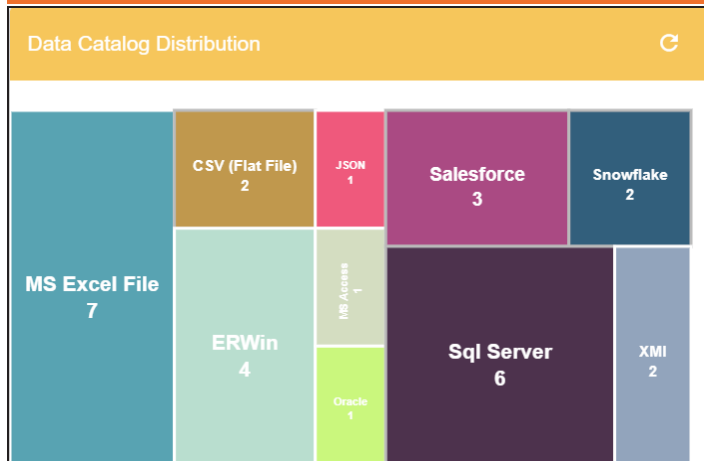 Data Catalog Distribution
MS Excel File
7
CSV (Flat File)
2
ERWin
4
JSON
1
MS Access
1
Oracle
1
Salesforce
3
Snowflake
2
Sql Server
6
XMI
2